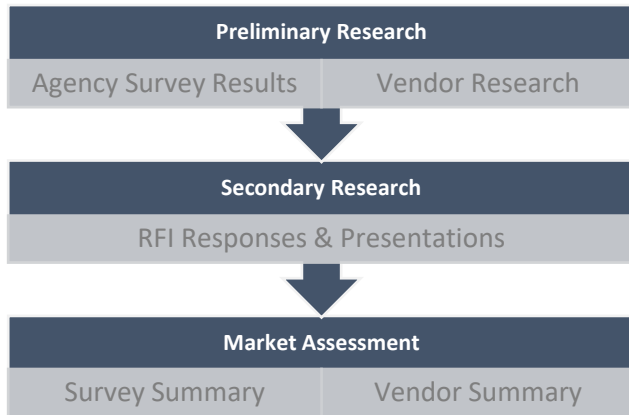 Preliminary Research
Agency Survey Results
Vendor Research
Secondary Research
RFI Responses & Presentations
Market Assessment
Survey Summary
Vendor Summary